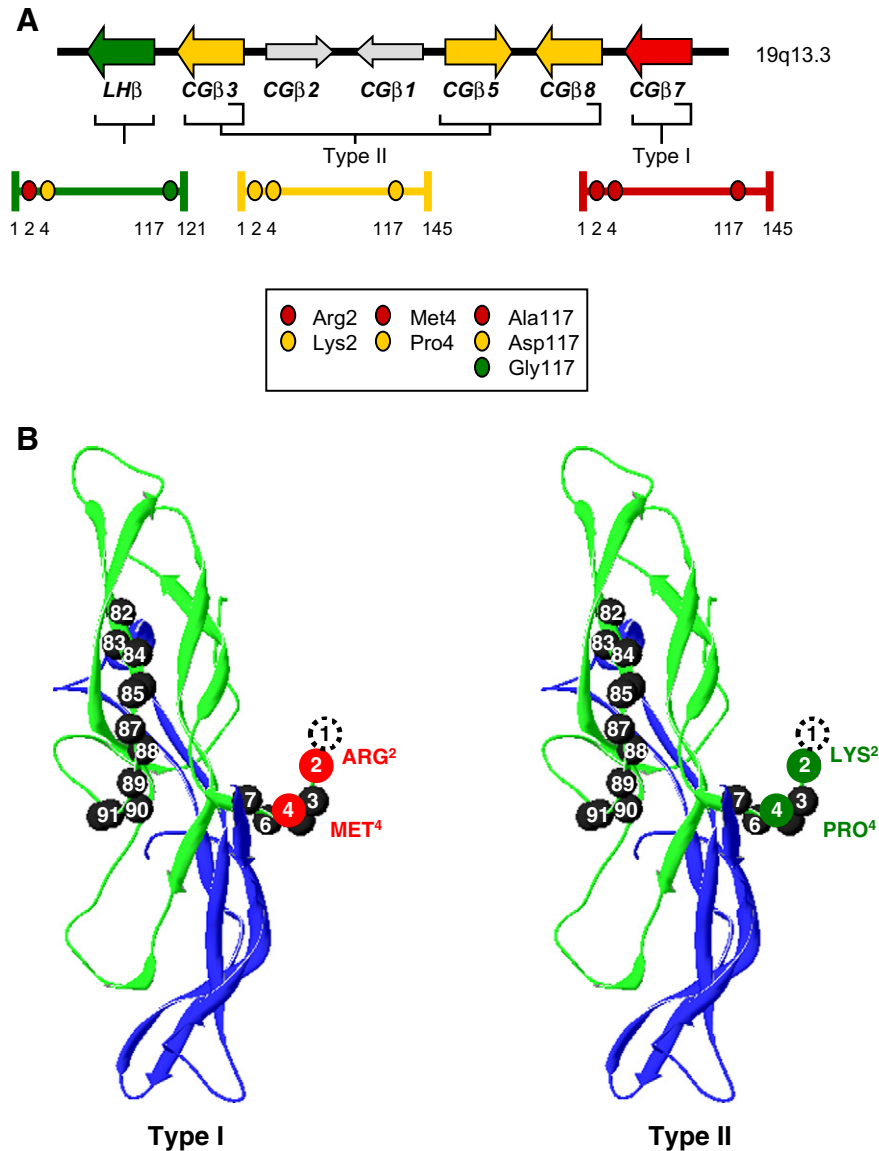 A
19q13.3
LHβ CGβ3 CGβ2 CGβ1 CGβ5 CGβ8 CGβ7
Type II Type I
1 2 4 117 121 1 2 4 117 145 1 2 4 117 145
Arg2 Met4 Ala117
Lys2 Pro4 Asp117
Gly117
B
82 82
83 84 83 84
85 85
87 1 87 1
88 ARG² 88 LYS²
2 2
89 7 4 3 89 7 4 3
91 90 6 91 90 6
MET⁴ PRO⁴
Type I Type II